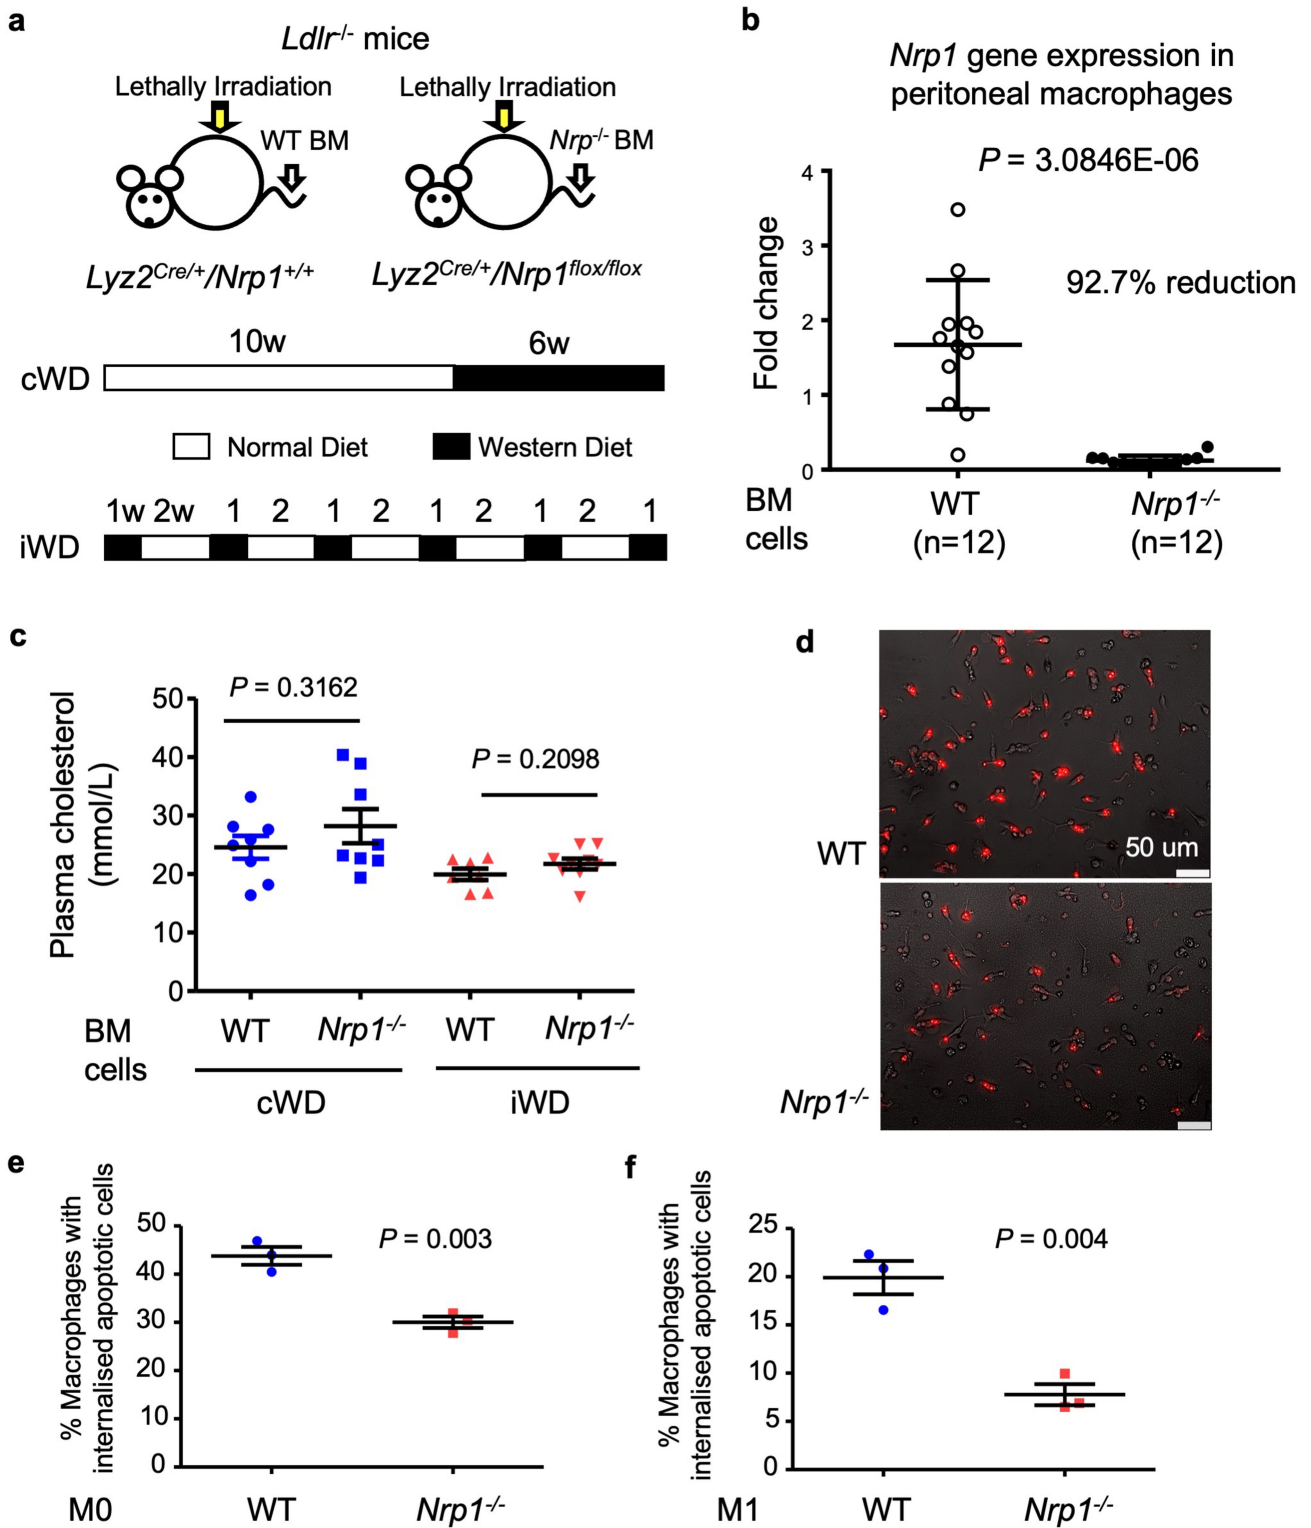 a
Ldlr-/- mice
Lethally Irradiation
Lethally Irradiation
WT BM
Nrp-/- BM
Lyz2Cre/+/Nrp1+/+
Lyz2Cre/+/Nrp1flox/flox
10w
6w
cWD
Normal Diet
Western Diet
1w 2w 1 2 1 2 1 2 1 2 1
iWD
b
Nrp1 gene expression in
peritoneal macrophages
P = 3.0846E-06
92.7% reduction
Fold change
4
3
2
1
0
BM
cells
WT
(n=12)
Nrp1-/-
(n=12)
c
P = 0.3162
P = 0.2098
Plasma cholesterol
(mmol/L)
50
40
30
20
10
0
BM
cells
WT
Nrp1-/-
WT
Nrp1-/-
cWD
iWD
d
WT
50 um
Nrp1-/-
e
% Macrophages with
internalised apoptotic cells
P = 0.003
50
40
30
20
10
0
M0
WT
Nrp1-/-
f
% Macrophages with
internalised apoptotic cells
P = 0.004
25
20
15
10
5
0
M1
WT
Nrp1-/-